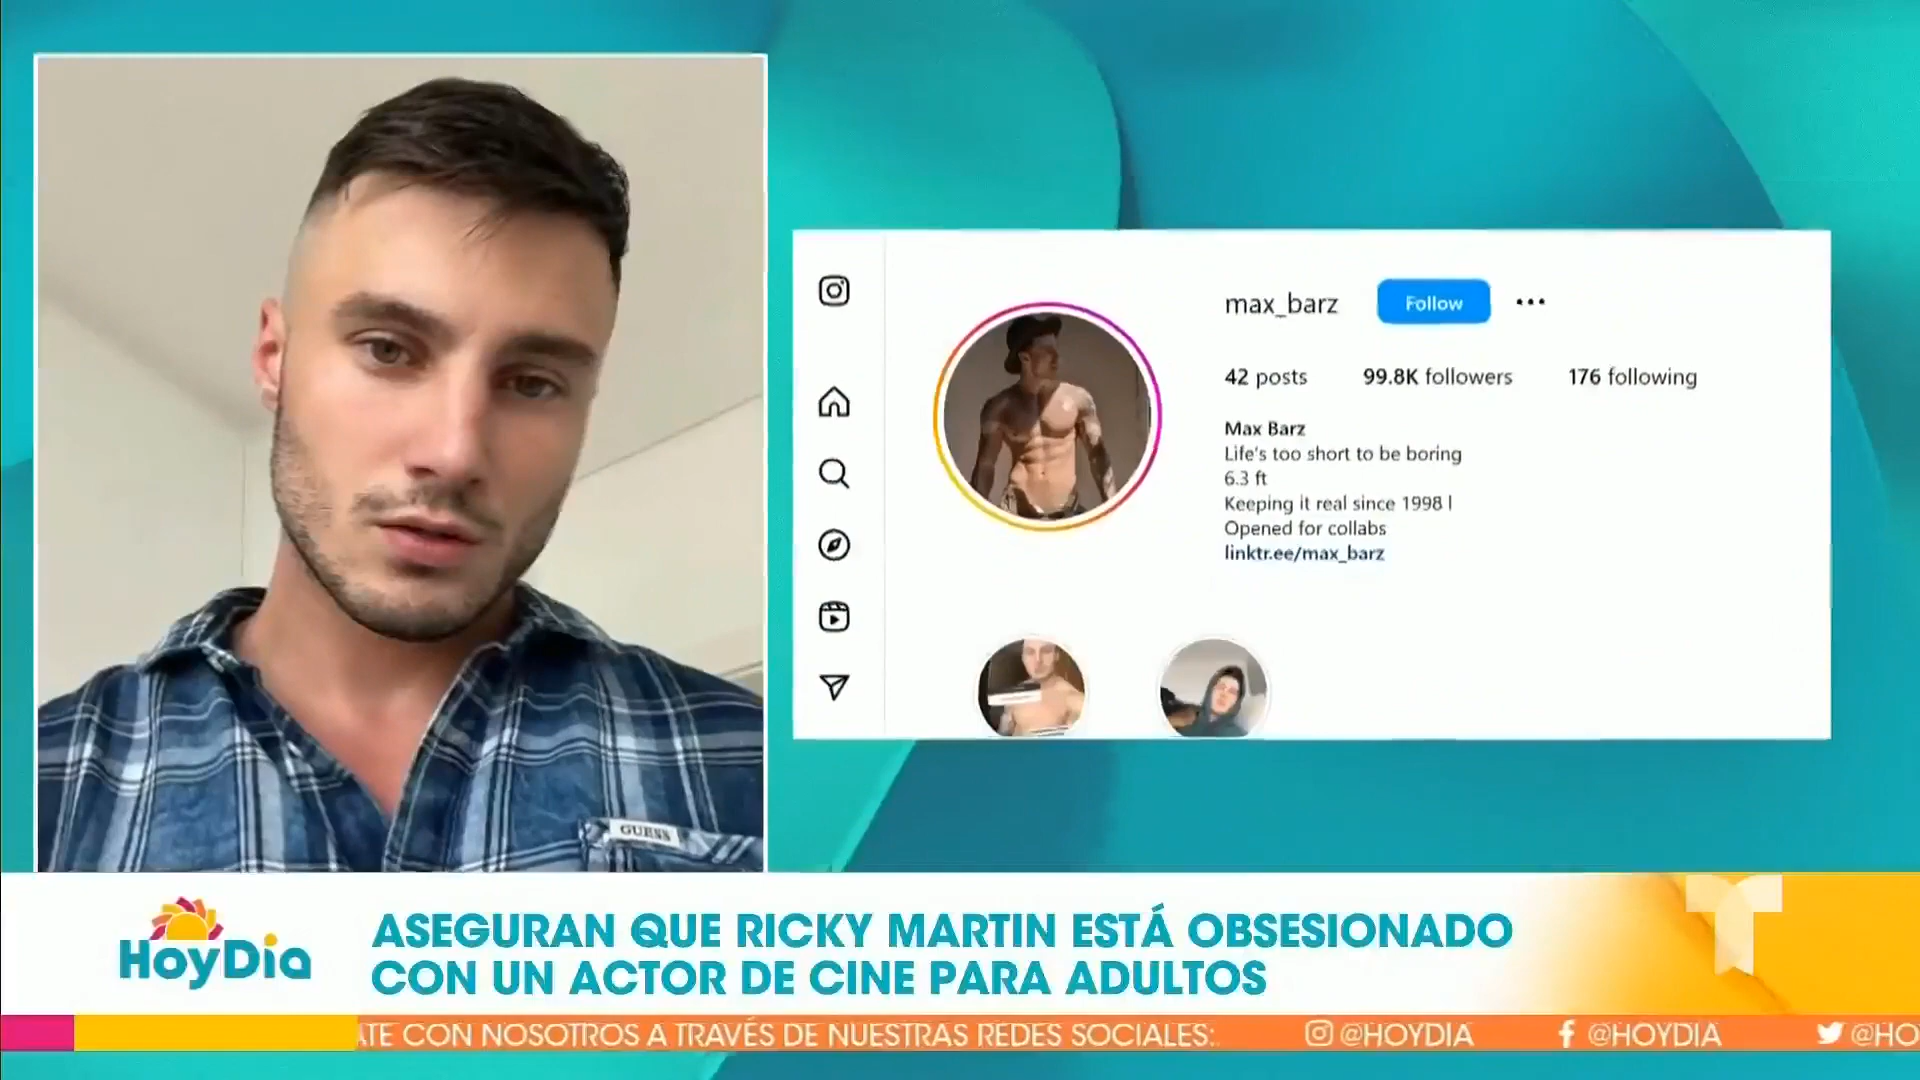 max_barz
Follow
42 posts 99.8K followers 176 following
Max Barz
Life's too short to be boring
6.3 ft
Keeping it real since 1998 |
Opened for collabs
linktr.ee/max_barz
GUESS
HoyDía
ASEGURAN QUE RICKY MARTIN ESTÁ OBSESIONADO
CON UN ACTOR DE CINE PARA ADULTOS
ATE CON NOSOTROS A TRAVÉS DE NUESTRAS REDES SOCIALES: @HOYDIA @HOYDIA @HO